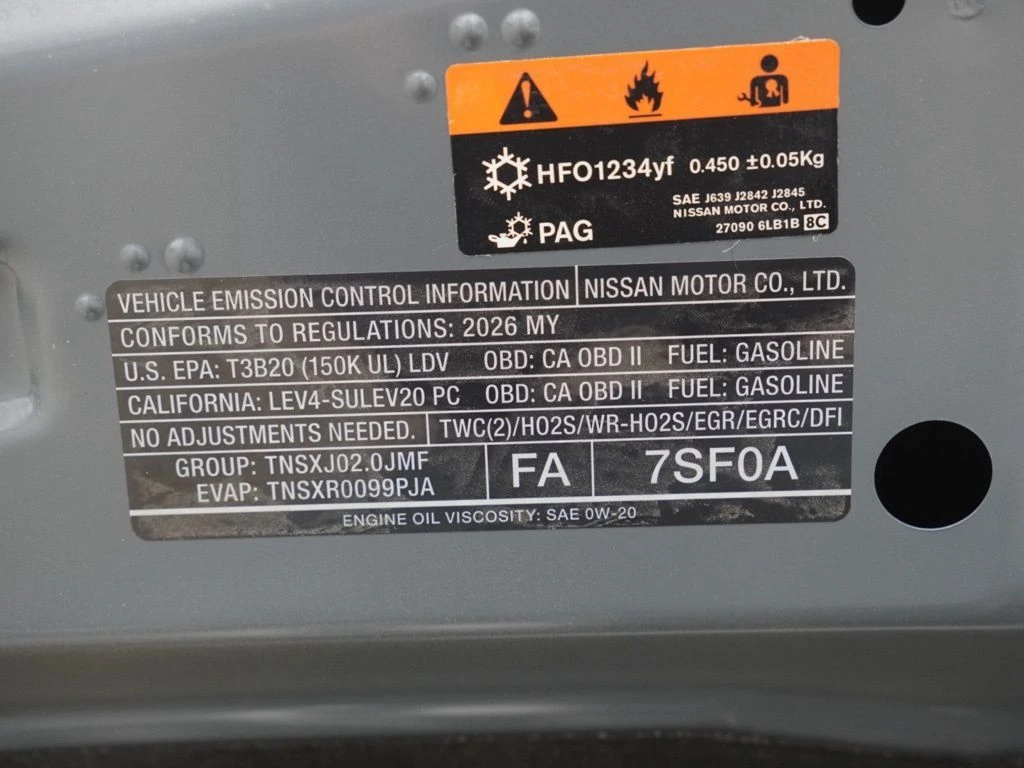 HFO1234yf 0.450 ±0.05Kg
SAE J639 J2842 J2845
NISSAN MOTOR CO., LTD.
PAG
27090 6LB1B 8C
VEHICLE EMISSION CONTROL INFORMATION NISSAN MOTOR CO., LTD.
CONFORMS TO REGULATIONS: 2026 MY
U.S. EPA: T3B20 (150K UL) LDV OBD: CA OBD II FUEL: GASOLINE
CALIFORNIA: LEV4-SULEV20 PC OBD: CA OBD II FUEL: GASOLINE
NO ADJUSTMENTS NEEDED. TWC(2)/HO2S/WR-HO2S/EGR/EGRC/DFI
GROUP: TNSXJ02.0JMF
EVAP: TNSXR0099PJA
FA
7SF0A
ENGINE OIL VISCOSITY: SAE 0W-20